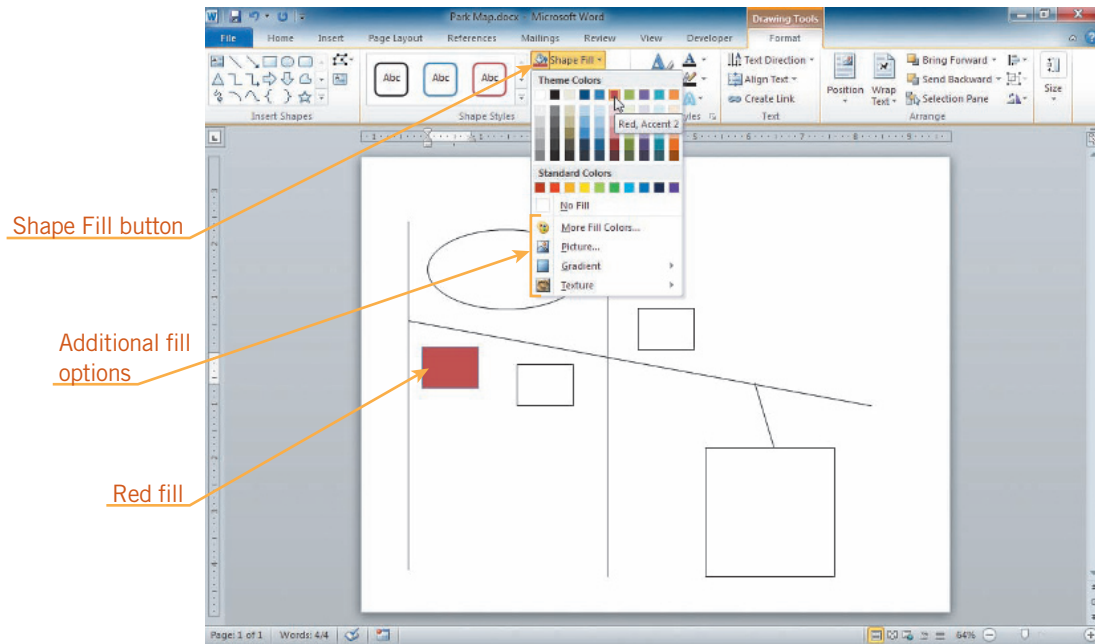 Park Map.docx - Microsoft Word
Drawing Tools
File Home Insert Page Layout References Mailings Review View Developer Format
Abc Abc Abc
Shape Fill
Text Direction
Align Text
Create Link
Position
Wrap Text
Bring Forward
Send Backward
Selection Pane
Size
Insert Shapes
Shape Styles
yles
Text
Arrange
Theme Colors
Red, Accent 2
Standard Colors
No Fill
More Fill Colors...
Picture...
Gradient
Texture
Shape Fill button
Additional fill
options
Red fill
Page: 1 of 1 Words: 4/4
64%